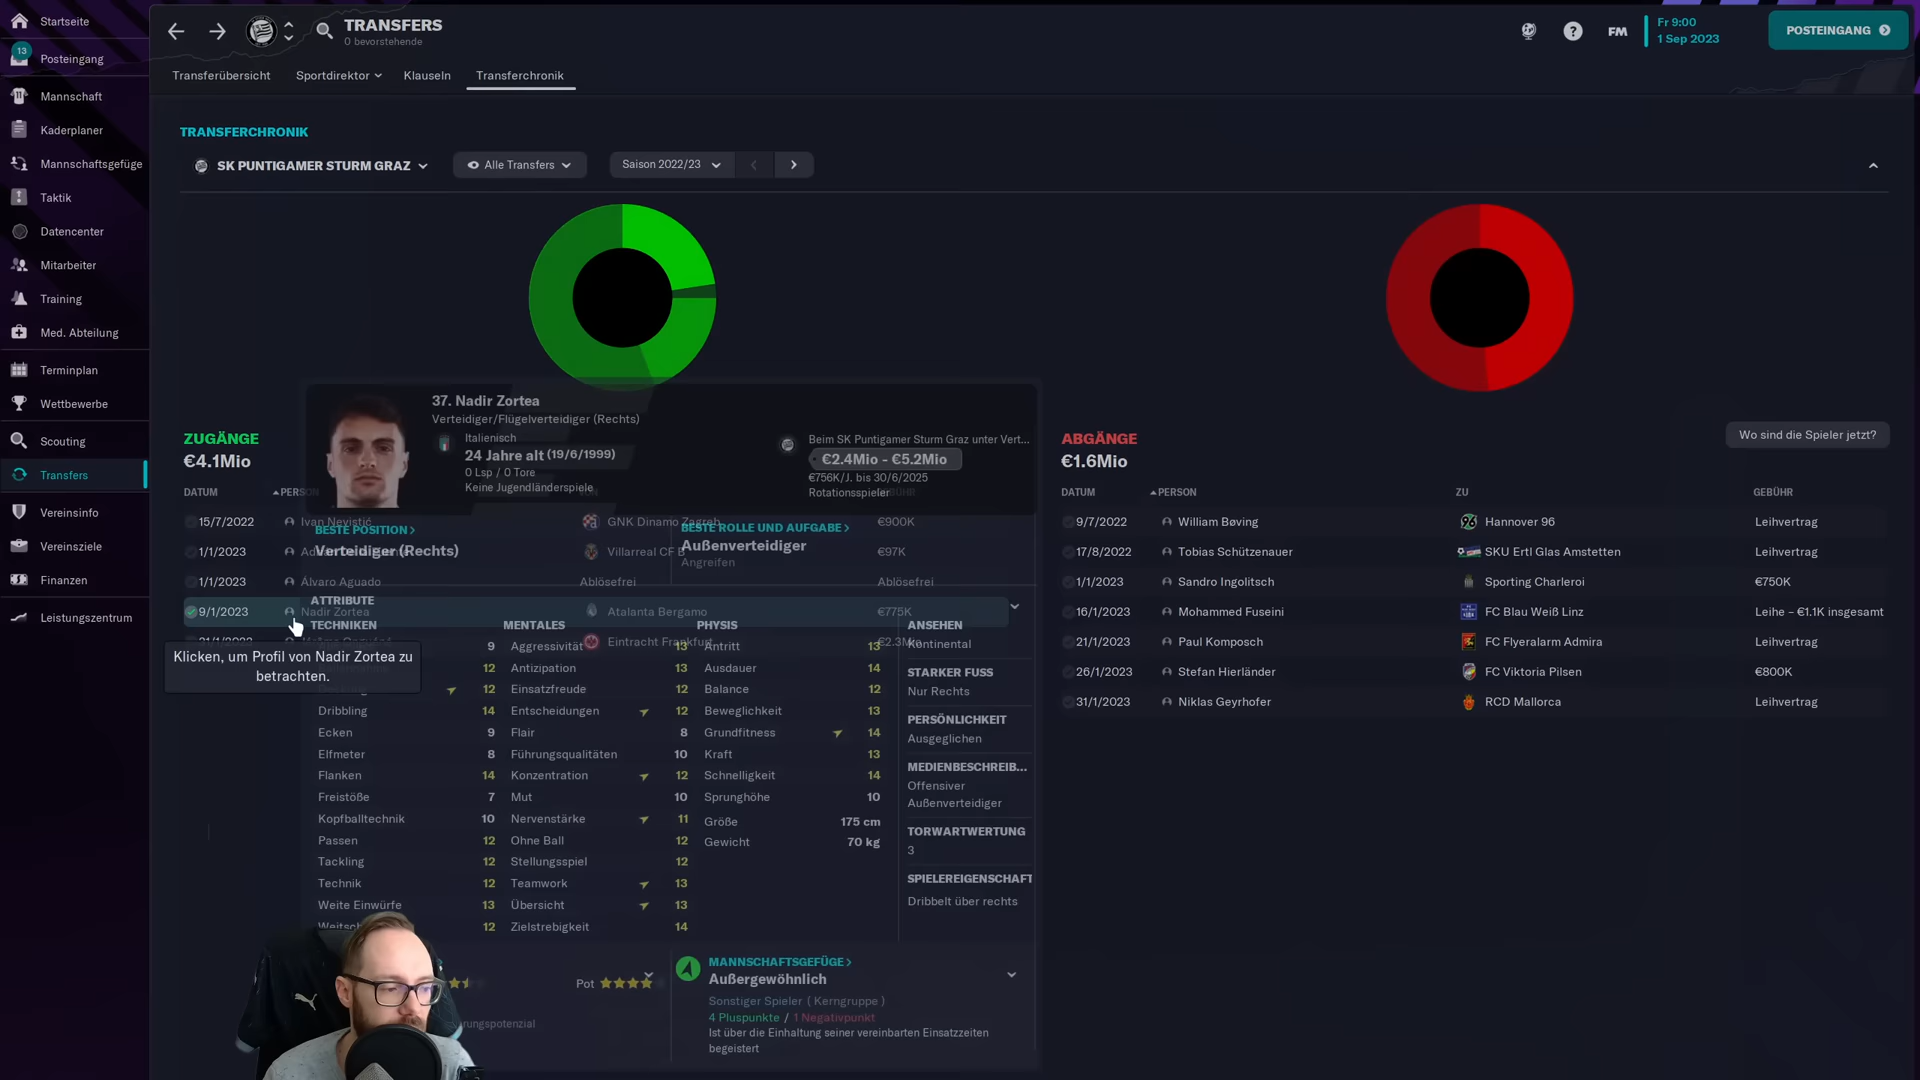 Startseite
13
Posteingang
Mannschaft
Kaderplaner
Mannschaftsgefüge
Taktik
Datencenter
Mitarbeiter
Training
Med. Abteilung
Terminplan
Wettbewerbe
Scouting
Transfers
Vereinsinfo
Vereinsziele
Finanzen
Leistungszentrum
TRANSFERS
0 bevorstehende
FM
Fr 9:00
1 Sep 2023
POSTEINGANG
Transferübersicht
Sportdirektor
Klauseln
Transferchronik
TRANSFERCHRONIK
SK PUNTIGAMER STURM GRAZ
Alle Transfers
Saison 2022/23
ZUGÄNGE
€4.1Mio
DATUM
15/7/2022 Ivan Nevistić GNK Dinamo Zagreb €900K
1/1/2023 Villarreal CF B €97K
1/1/2023 Álvaro Aguado Ablösefrei Ablösefrei
9/1/2023 Nadir Zortea Atalanta Bergamo €775K
Eintracht Frankfurt
Klicken, um Profil von Nadir Zortea zu
betrachten.
37. Nadir Zortea
Verteidiger/Flügelverteidiger (Rechts)
Italienisch
24 Jahre alt (19/6/1999)
0 Lsp / 0 Tore
Keine Jugendländerspiele
Beim SK Puntigamer Sturm Graz unter Vert...
€2.4Mio - €5.2Mio
€756K/J. bis 30/6/2025
Rotationsspieler
BESTE POSITION
Verteidiger (Rechts)
BESTE ROLLE UND AUFGABE
Außenverteidiger
Angreifen
ATTRIBUTE
TECHNIKEN
9
12
12
Dribbling 14
Ecken 9
Elfmeter 8
Flanken 14
Freistöße 7
Kopfballtechnik 10
Passen 12
Tackling 12
Technik 12
Weite Einwürfe 13
12
MENTALES
Aggressivität 13
Antizipation 13
Einsatzfreude 12
Entscheidungen 12
Flair 8
Führungsqualitäten 10
Konzentration 12
Mut 10
Nervenstärke 11
Ohne Ball 12
Stellungsspiel 12
Teamwork 13
Übersicht 13
Zielstrebigkeit 14
PHYSIS
Antritt 13
Ausdauer 14
Balance 12
Beweglichkeit 13
Grundfitness 14
Kraft 13
Schnelligkeit 14
Sprunghöhe 10
Größe 175 cm
Gewicht 70 kg
ANSEHEN
Kontinental
STARKER FUSS
Nur Rechts
PERSÖNLICHKEIT
Ausgeglichen
MEDIENBESCHREIB...
Offensiver
Außenverteidiger
TORWARTWERTUNG
3
SPIELEREIGENSCHAFT
Dribbelt über rechts
Pot
MANNSCHAFTSGEFÜGE
Außergewöhnlich
Sonstiger Spieler ( Kerngruppe )
4 Pluspunkte / 1 Negativpunkt
Ist über die Einhaltung seiner vereinbarten Einsatzzeiten
begeistert
ABGÄNGE
€1.6Mio
Wo sind die Spieler jetzt?
DATUM PERSON ZU GEBÜHR
9/7/2022 William Bøving Hannover 96 Leihvertrag
17/8/2022 Tobias Schützenauer SKU Ertl Glas Amstetten Leihvertrag
1/1/2023 Sandro Ingolitsch Sporting Charleroi €750K
16/1/2023 Mohammed Fuseini FC Blau Weiß Linz Leihe – €1.1K insgesamt
21/1/2023 Paul Komposch FC Flyeralarm Admira Leihvertrag
26/1/2023 Stefan Hierländer FC Viktoria Pilsen €800K
31/1/2023 Niklas Geyrhofer RCD Mallorca Leihvertrag